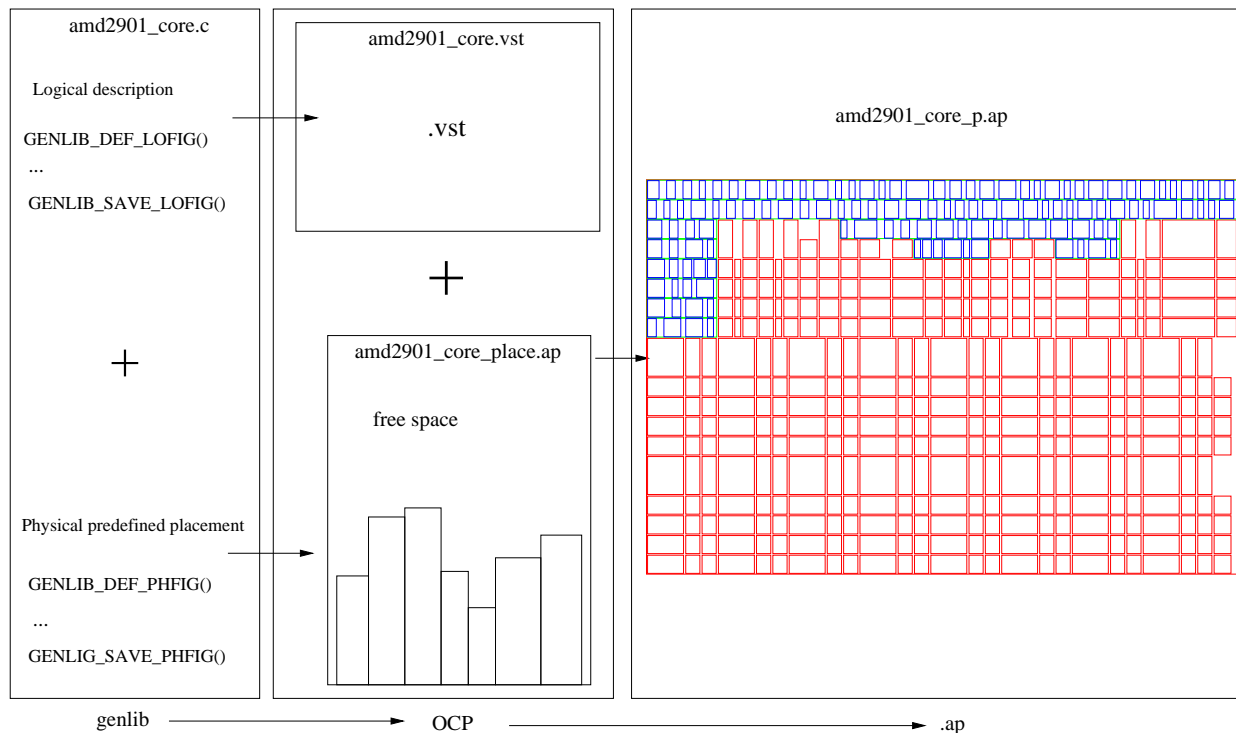 amd2901_core.c
Logical description
GENLIB_DEF_LOFIG()
...
GENLIB_SAVE_LOFIG()
+
Physical predefined placement
GENLIB_DEF_PHFIG()
...
GENLIG_SAVE_PHFIG()
amd2901_core.vst
.vst
+
amd2901_core_place.ap
free space
amd2901_core_p.ap
genlib
OCP
.ap